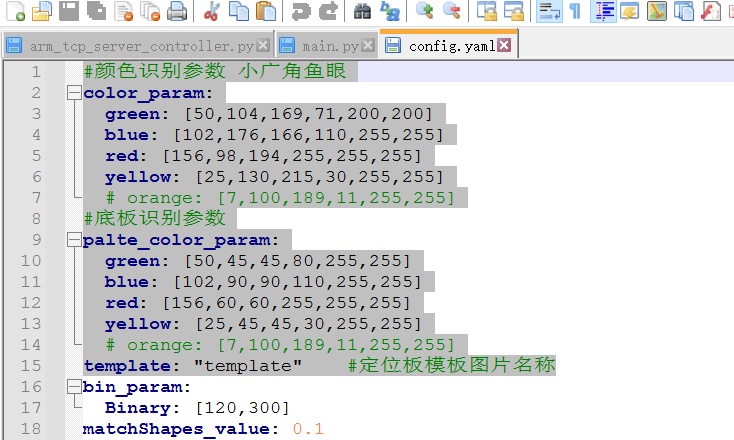 arm_tcp_server_controller.py main.py config.yaml
1 #颜色识别参数 小广角鱼眼
2 color_param:
3 green: [50,104,169,71,200,200]
4 blue: [102,176,166,110,255,255]
5 red: [156,98,194,255,255,255]
6 yellow: [25,130,215,30,255,255]
7 # orange: [7,100,189,11,255,255]
8 #底板识别参数
9 palte_color_param:
10 green: [50,45,45,80,255,255]
11 blue: [102,90,90,110,255,255]
12 red: [156,60,60,255,255,255]
13 yellow: [25,45,45,30,255,255]
14 # orange: [7,100,189,11,255,255]
15 template: "template" #定位板模板图片名称
16 bin_param:
17 Binary: [120,300]
18 matchShapes_value: 0.1